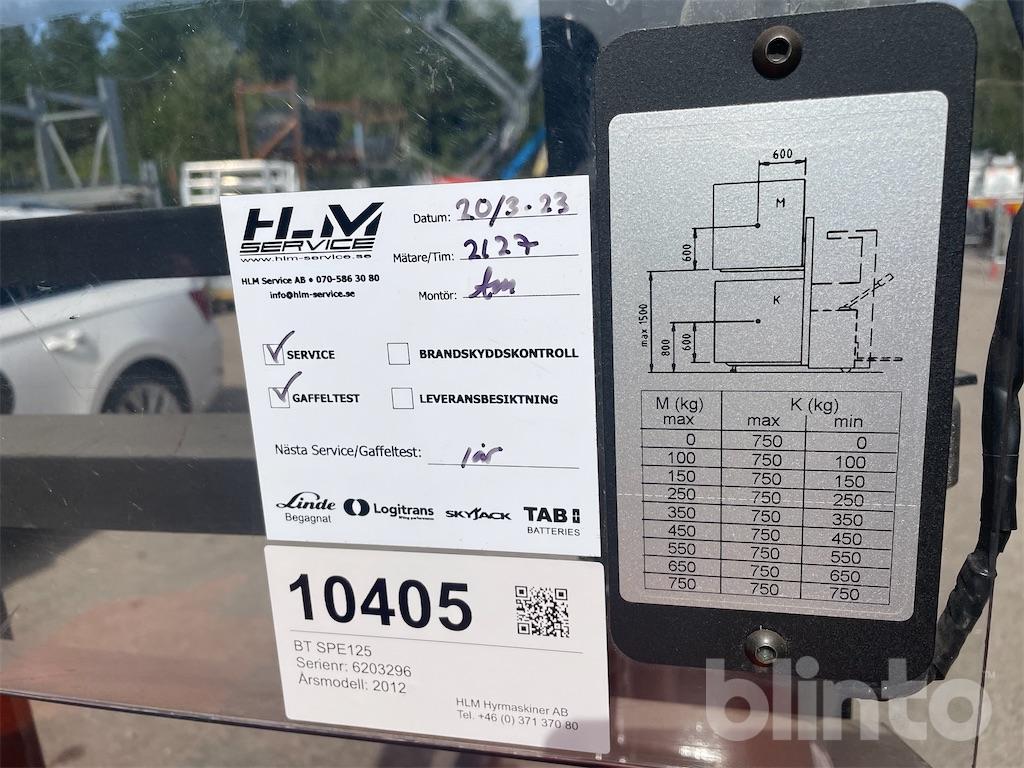 HLM
SERVICE
www.hlm-service.se
HLM Service AB • 070-586 30 80
info@hlm-service.se
Datum: 20/3-23
Mätare/Tim: 2127
Montör:
SERVICE
BRANDSKYDDSKONTROLL
GAFFELTEST
LEVERANSBESIKTNING
Nästa Service/Gaffeltest: 1år
Linde
Begagnat
Logitrans
SKYJACK
TAB
BATTERIES
10405
BT SPE125
Serienr: 6203296
Årsmodell: 2012
HLM Hyrmaskiner AB
Tel. +46 (0) 371 370 80
600
M
600
K
max 1500
800
600
M (kg) K (kg)
max max min
0 750 0
100 750 100
150 750 150
250 750 250
350 750 350
450 750 450
550 750 550
650 750 650
750 750 750
blinto